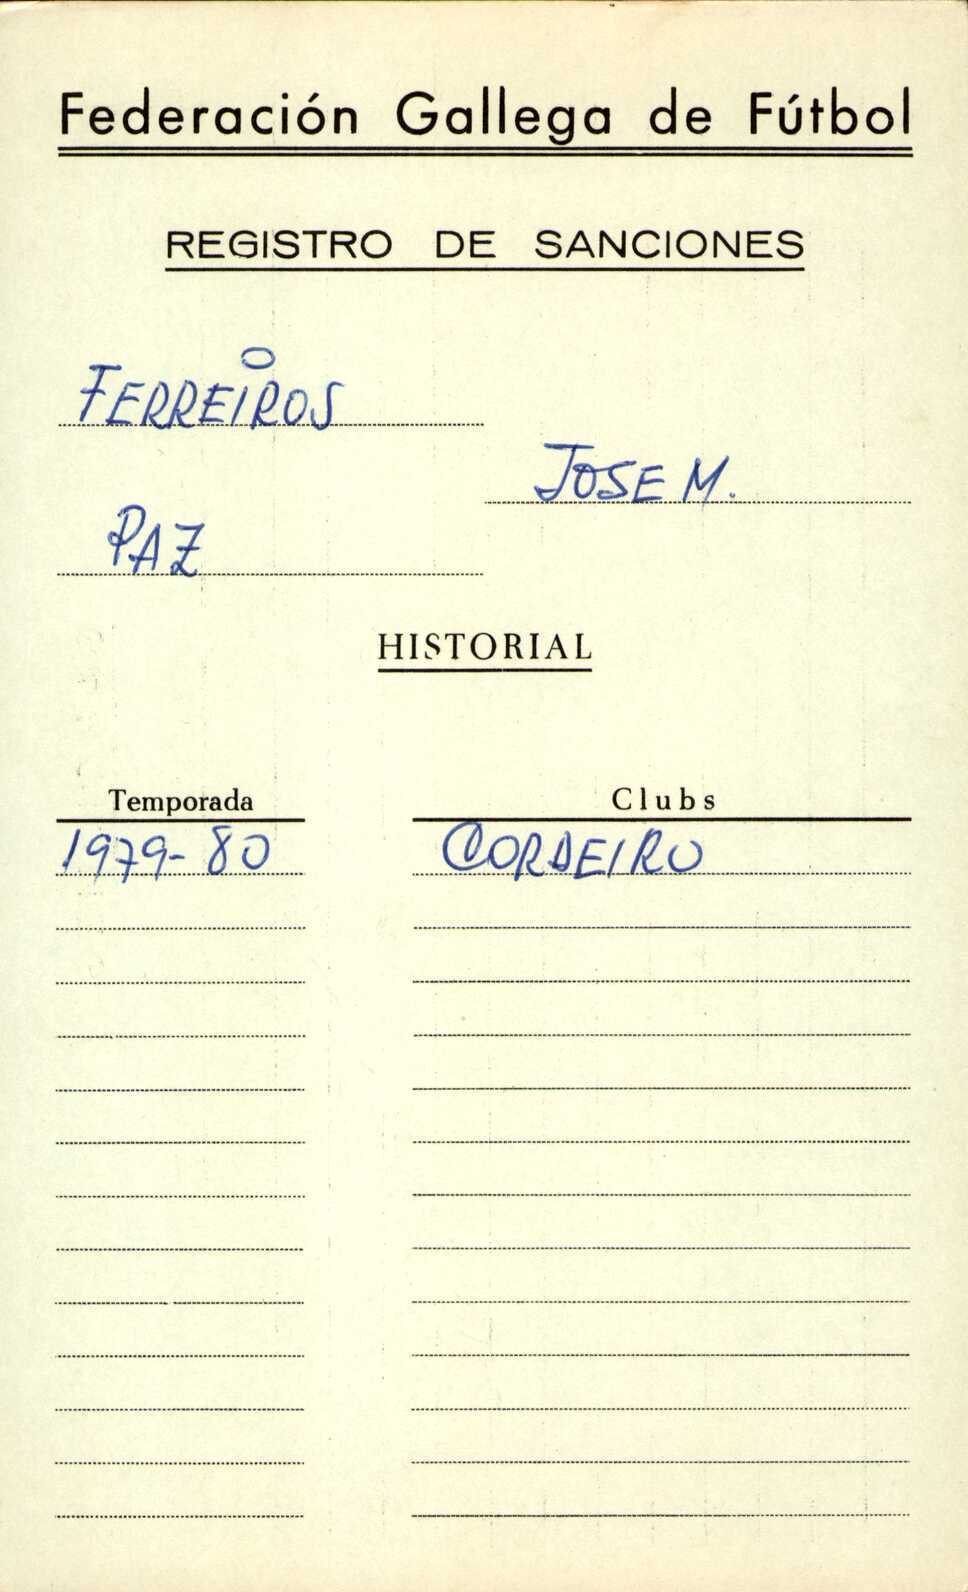 Federación Gallega de Fútbol
REGISTRO DE SANCIONES
FERREIROS
JOSE M.
PAZ
HISTORIAL
Temporada Clubs
1979-80 CORDEIRO